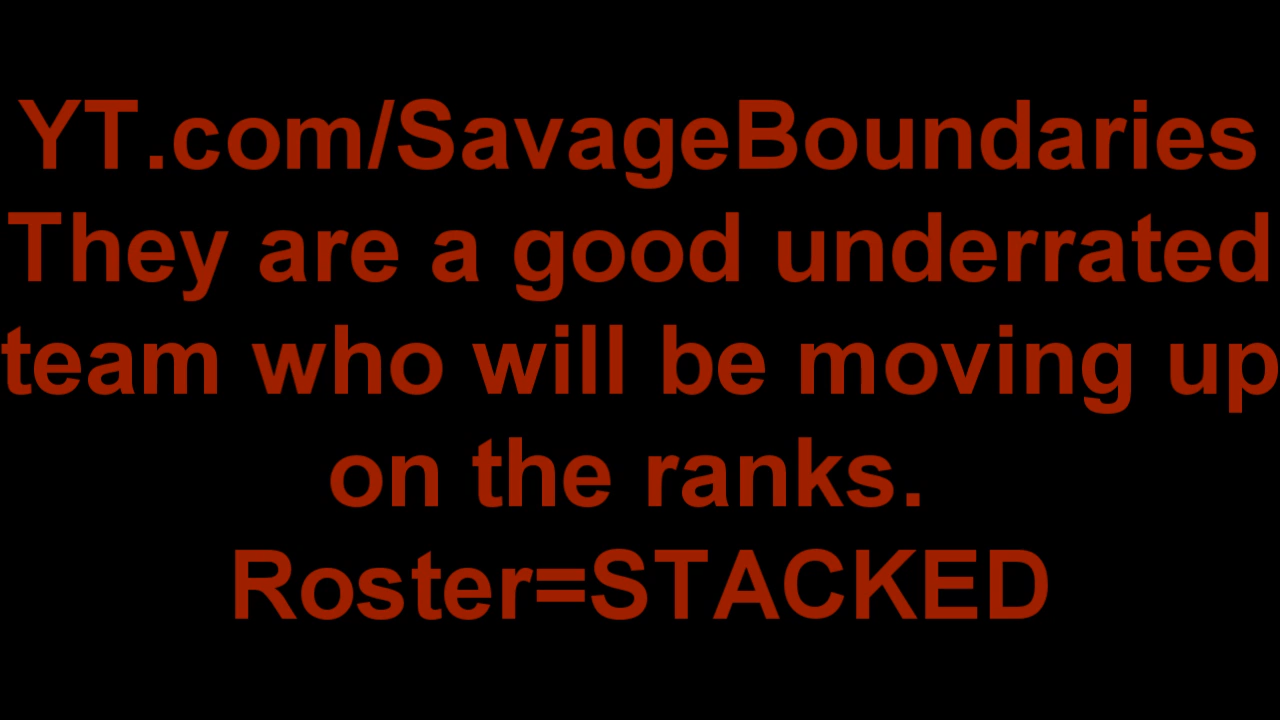 YT.com/SavageBoundaries
They are a good underrated
team who will be moving up
on the ranks.
Roster=STACKED